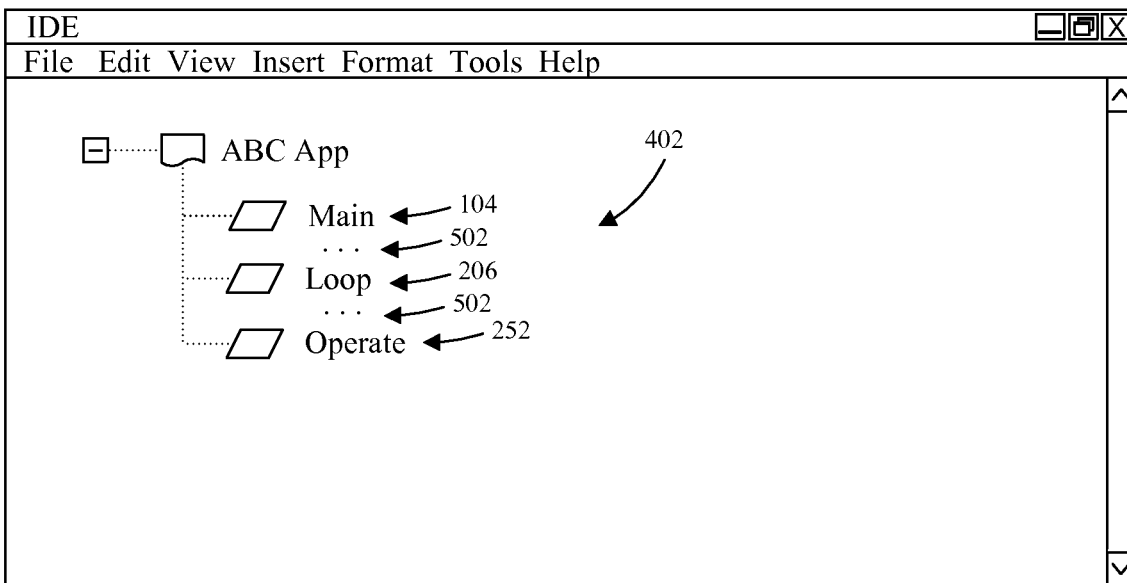 IDE X
File Edit View Insert Format Tools Help
ABC App
402
Main 104
. . . 502
Loop 206
. . . 502
Operate 252